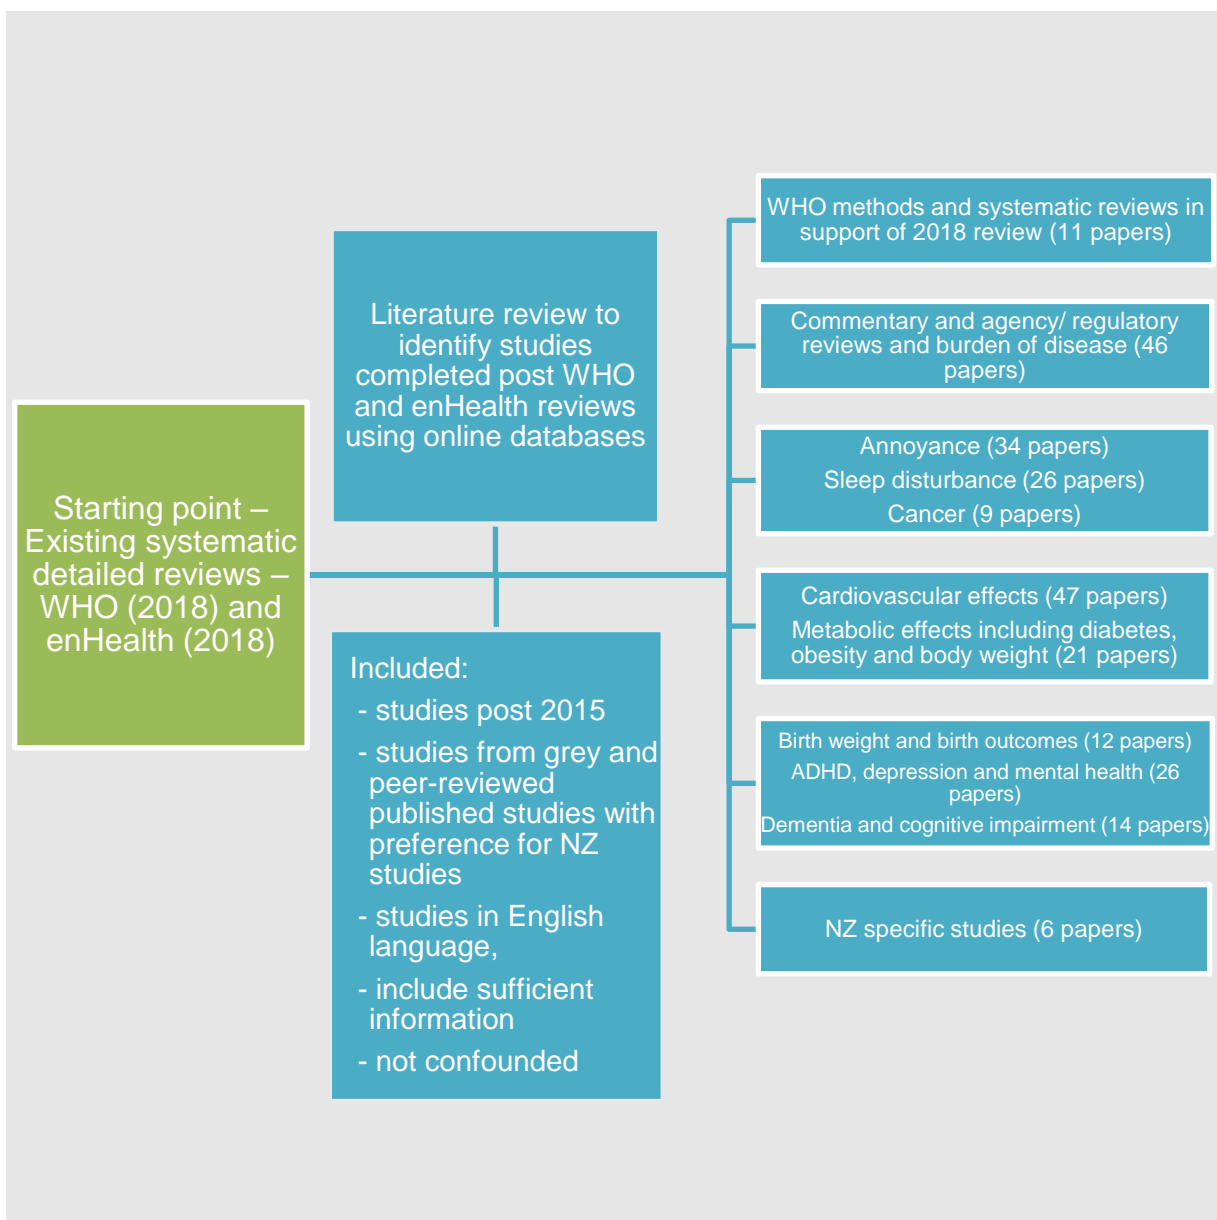 Starting point –
Existing systematic
detailed reviews –
WHO (2018) and
enHealth (2018)
Literature review to
identify studies
completed post WHO
and enHealth reviews
using online databases
Included:
- studies post 2015
- studies from grey and
peer-reviewed
published studies with
preference for NZ
studies
- studies in English
language,
- include sufficient
information
- not confounded
WHO methods and systematic reviews in
support of 2018 review (11 papers)
Commentary and agency/ regulatory
reviews and burden of disease (46
papers)
Annoyance (34 papers)
Sleep disturbance (26 papers)
Cancer (9 papers)
Cardiovascular effects (47 papers)
Metabolic effects including diabetes,
obesity and body weight (21 papers)
Birth weight and birth outcomes (12 papers)
ADHD, depression and mental health (26
papers)
Dementia and cognitive impairment (14 papers)
NZ specific studies (6 papers)